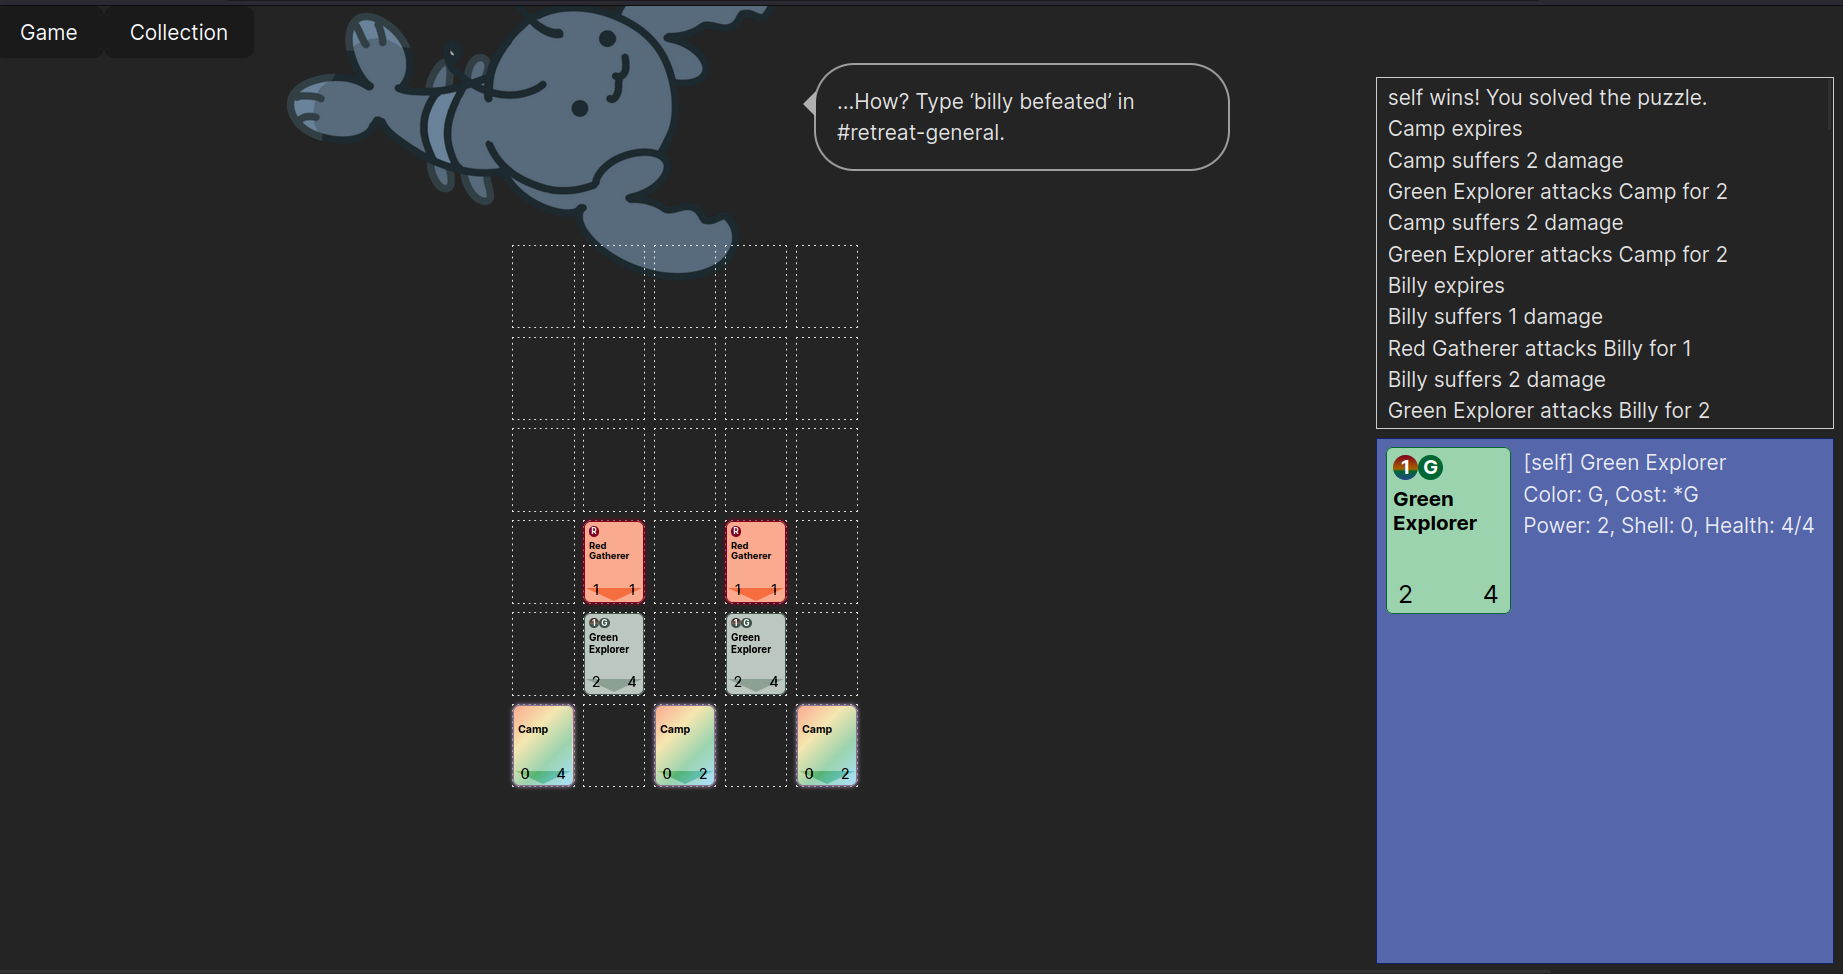 Game
Collection
...How? Type ‘billy befeated’ in
#retreat-general.
self wins! You solved the puzzle.
Camp expires
Camp suffers 2 damage
Green Explorer attacks Camp for 2
Camp suffers 2 damage
Green Explorer attacks Camp for 2
Billy expires
Billy suffers 1 damage
Red Gatherer attacks Billy for 1
Billy suffers 2 damage
Green Explorer attacks Billy for 2
R
Red
Gatherer
1 1
R
Red
Gatherer
1 1
1 G
Green
Explorer
2 4
1 G
Green
Explorer
2 4
Camp
0 4
Camp
0 2
Camp
0 2
1 G
Green
Explorer
2 4
[self] Green Explorer
Color: G, Cost: *G
Power: 2, Shell: 0, Health: 4/4